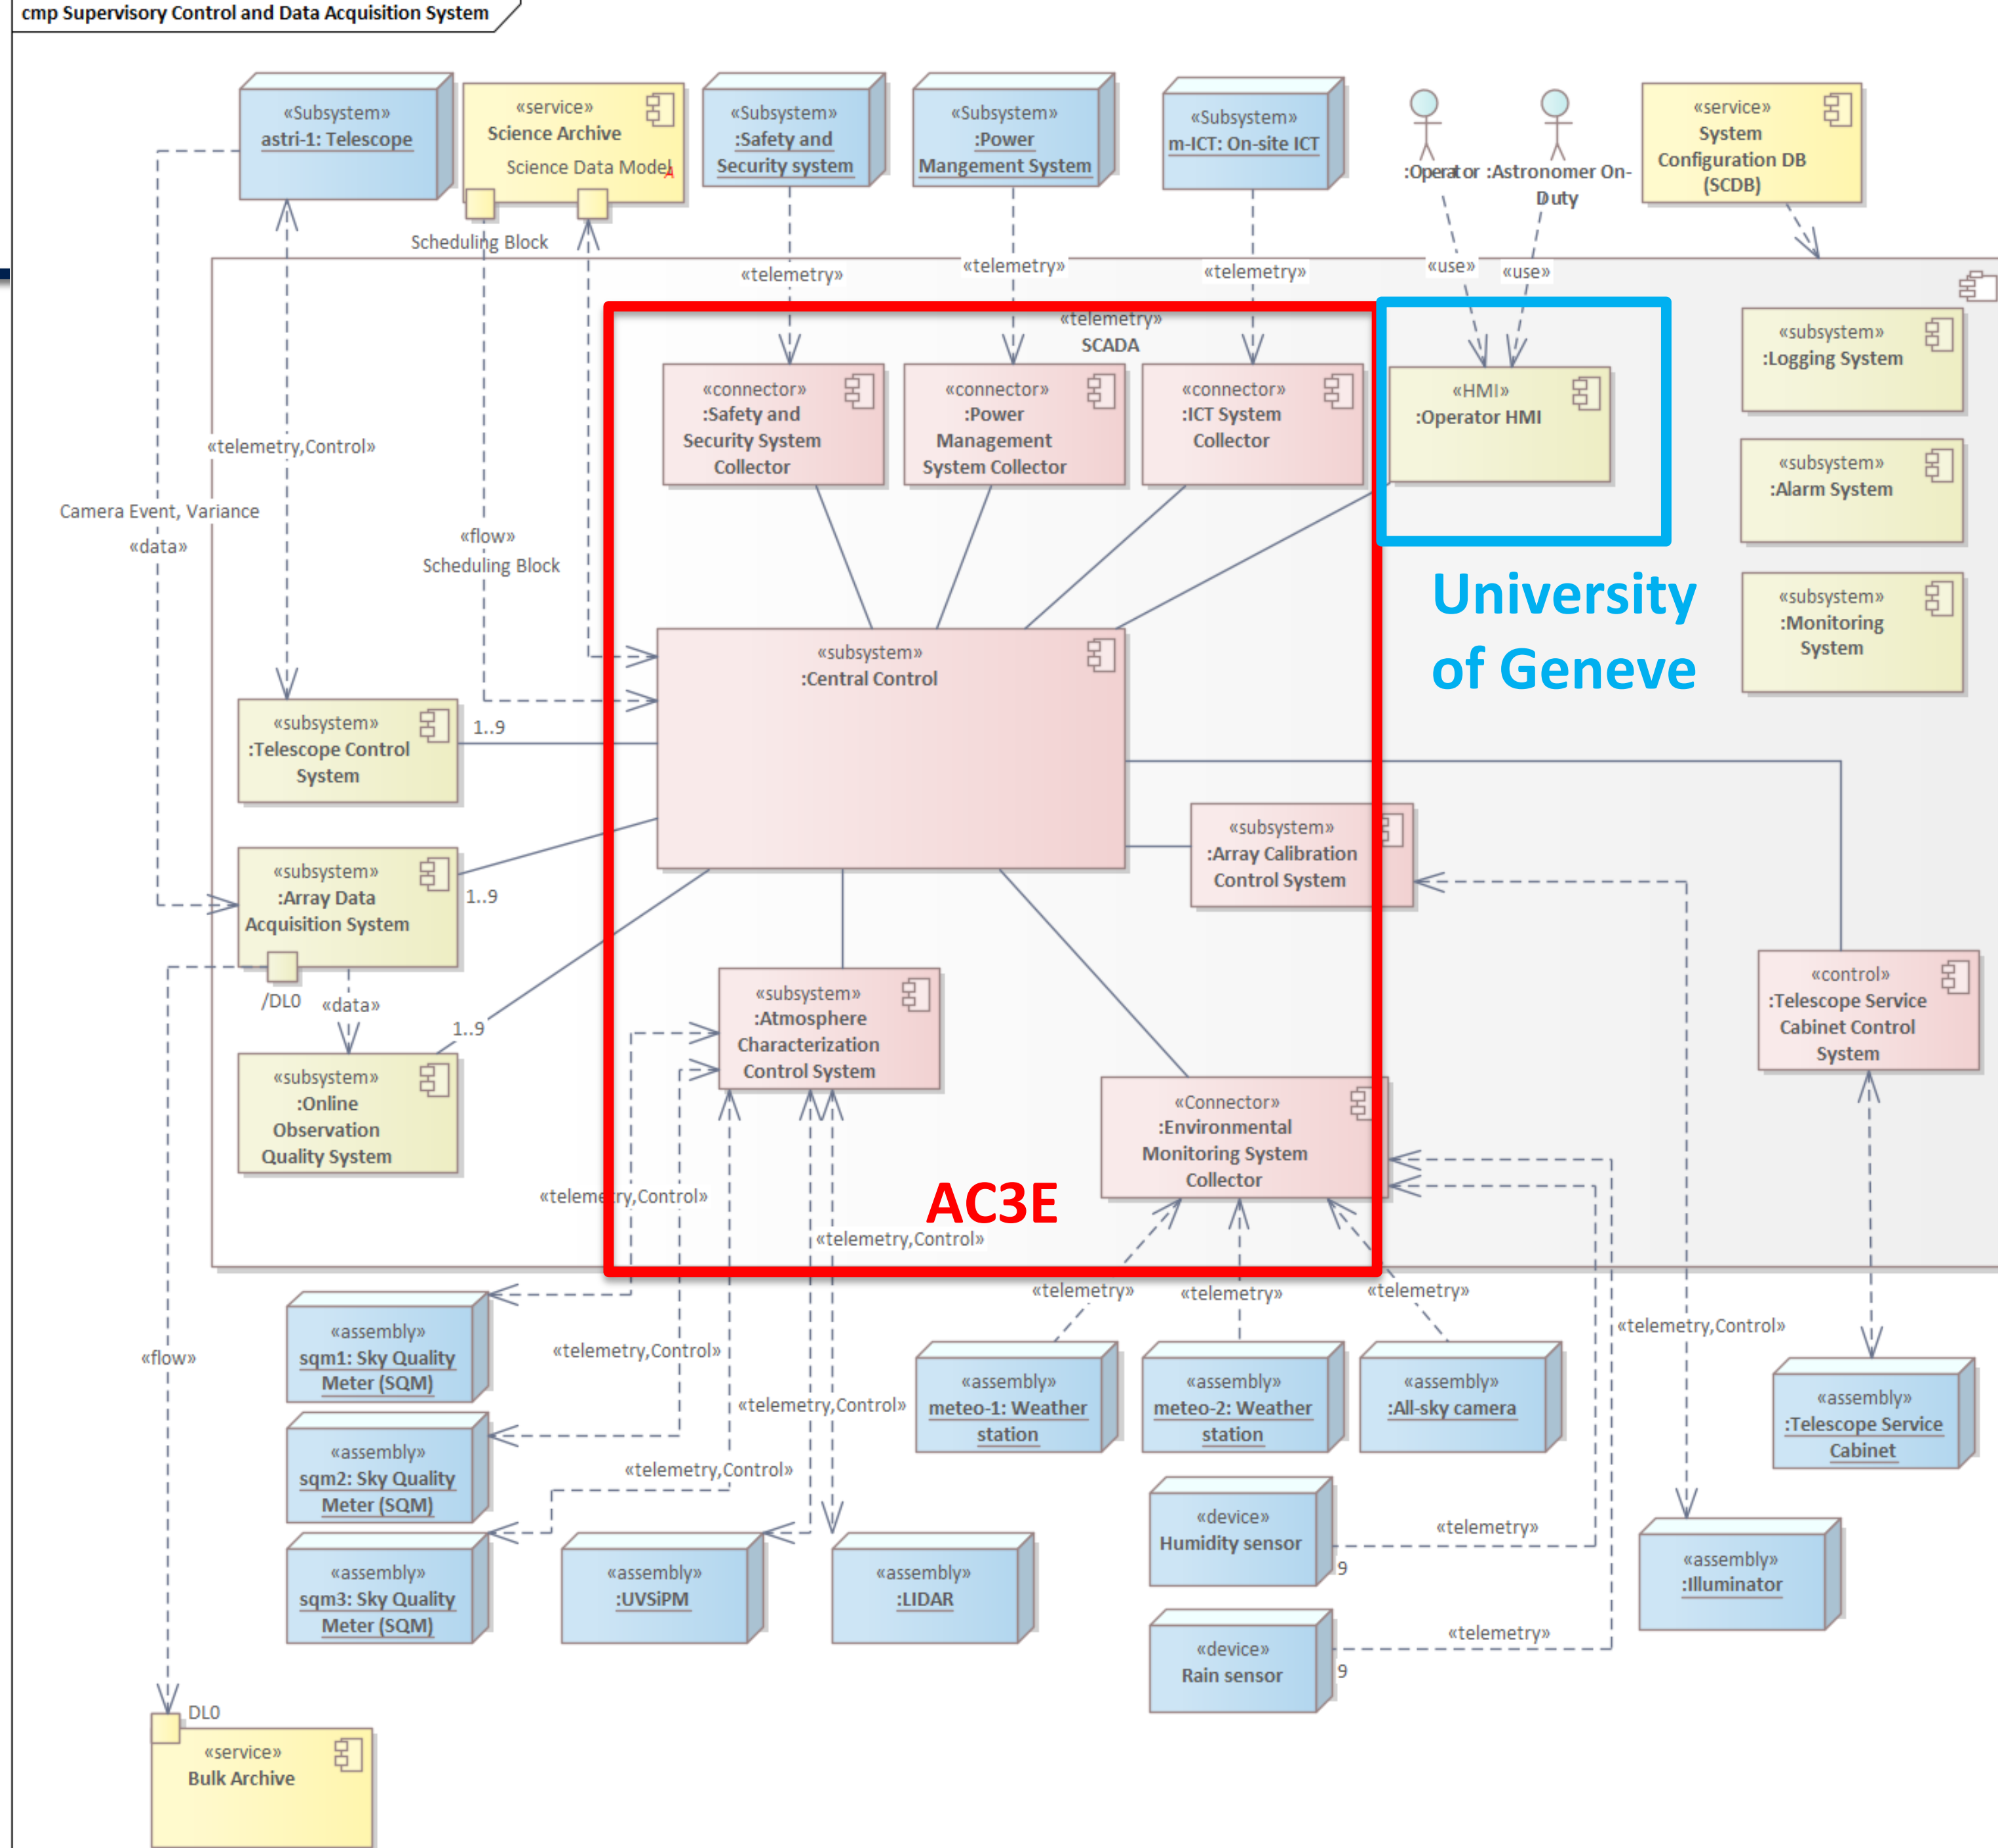 cmp Supervisory Control and Data Acquisition System
«Subsystem»
astri-1: Telescope
«service»
Science Archive
Science Data Model
A
«Subsystem»
:Safety and
Security system
«Subsystem»
:Power
Mangement System
«Subsystem»
m-ICT: On-site ICT
:Operator
:Astronomer On-
Duty
«service»
System
Configuration DB
(SCDB)
Scheduling Block
«telemetry»
«telemetry»
«telemetry»
«use»
«use»
«telemetry»
SCADA
«connector»
:Safety and
Security System
Collector
«connector»
:Power
Management
System Collector
«connector»
:ICT System
Collector
«HMI»
:Operator HMI
«subsystem»
:Logging System
«subsystem»
:Alarm System
«subsystem»
:Monitoring
System
«telemetry,Control»
Camera Event, Variance
«data»
«flow»
Scheduling Block
University
of Geneve
«subsystem»
:Central Control
«subsystem»
:Telescope Control
System
1..9
«subsystem»
:Array Data
Acquisition System
1..9
/DL0
«data»
«subsystem»
:Array Calibration
Control System
1..9
«subsystem»
:Online
Observation
Quality System
«subsystem»
:Atmosphere
Characterization
Control System
«control»
:Telescope Service
Cabinet Control
System
«Connector»
:Environmental
Monitoring System
Collector
AC3E
«telemetry,Control»
«telemetry,Control»
«telemetry»
«telemetry»
«telemetry»
«telemetry,Control»
«flow»
«assembly»
sqm1: Sky Quality
Meter (SQM)
«telemetry,Control»
«telemetry,Control»
«assembly»
meteo-1: Weather
station
«assembly»
meteo-2: Weather
station
«assembly»
:All-sky camera
«assembly»
:Telescope Service
Cabinet
«assembly»
sqm2: Sky Quality
Meter (SQM)
«telemetry,Control»
«assembly»
sqm3: Sky Quality
Meter (SQM)
«assembly»
:UVSiPM
«assembly»
:LIDAR
«device»
Humidity sensor
9
«telemetry»
«assembly»
:Illuminator
«device»
Rain sensor
9
«telemetry»
DL0
«service»
Bulk Archive